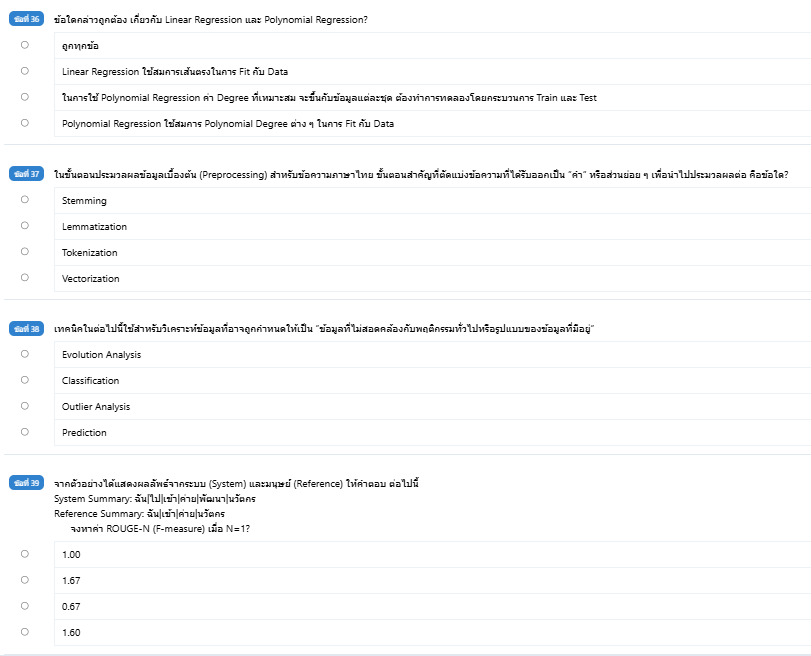 ข้อที่ 36 ข้อใดกล่าวถูกต้อง เกี่ยวกับ Linear Regression และ Polynomial Regression?
ถูกทุกข้อ
Linear Regression ใช้สมการเส้นตรงในการ Fit กับ Data
ในการใช้ Polynomial Regression ค่า Degree ที่เหมาะสม จะขึ้นกับข้อมูลแต่ละชุด ต้องทำการทดลองโดยกระบวนการ Train และ Test
Polynomial Regression ใช้สมการ Polynomial Degree ต่าง ๆ ในการ Fit กับ Data
ข้อที่ 37 ในขั้นตอนประมวลผลข้อมูลเบื้องต้น (Preprocessing) สำหรับข้อความภาษาไทย ขั้นตอนสำคัญที่ตัดแบ่งข้อความที่ได้รับออกเป็น "คำ" หรือส่วนย่อย ๆ เพื่อนำไปประมวลผลต่อ คือข้อใด?
Stemming
Lemmatization
Tokenization
Vectorization
ข้อที่ 38 เทคนิคในต่อไปนี้ใช้สำหรับวิเคราะห์ข้อมูลที่อาจถูกกำหนดให้เป็น "ข้อมูลที่ไม่สอดคล้องกับพฤติกรรมทั่วไปหรือรูปแบบของข้อมูลที่มีอยู่"
Evolution Analysis
Classification
Outlier Analysis
Prediction
ข้อที่ 39 จากตัวอย่างได้แสดงผลลัพธ์จากระบบ (System) และมนุษย์ (Reference) ให้คำตอบ ต่อไปนี้
System Summary: ฉัน|ไป|เข้า|ค่าย|พัฒนา|นวัตกร
Reference Summary: ฉัน|เข้า|ค่าย|นวัตกร
จงหาค่า ROUGE-N (F-measure) เมื่อ N=1?
1.00
1.67
0.67
1.60